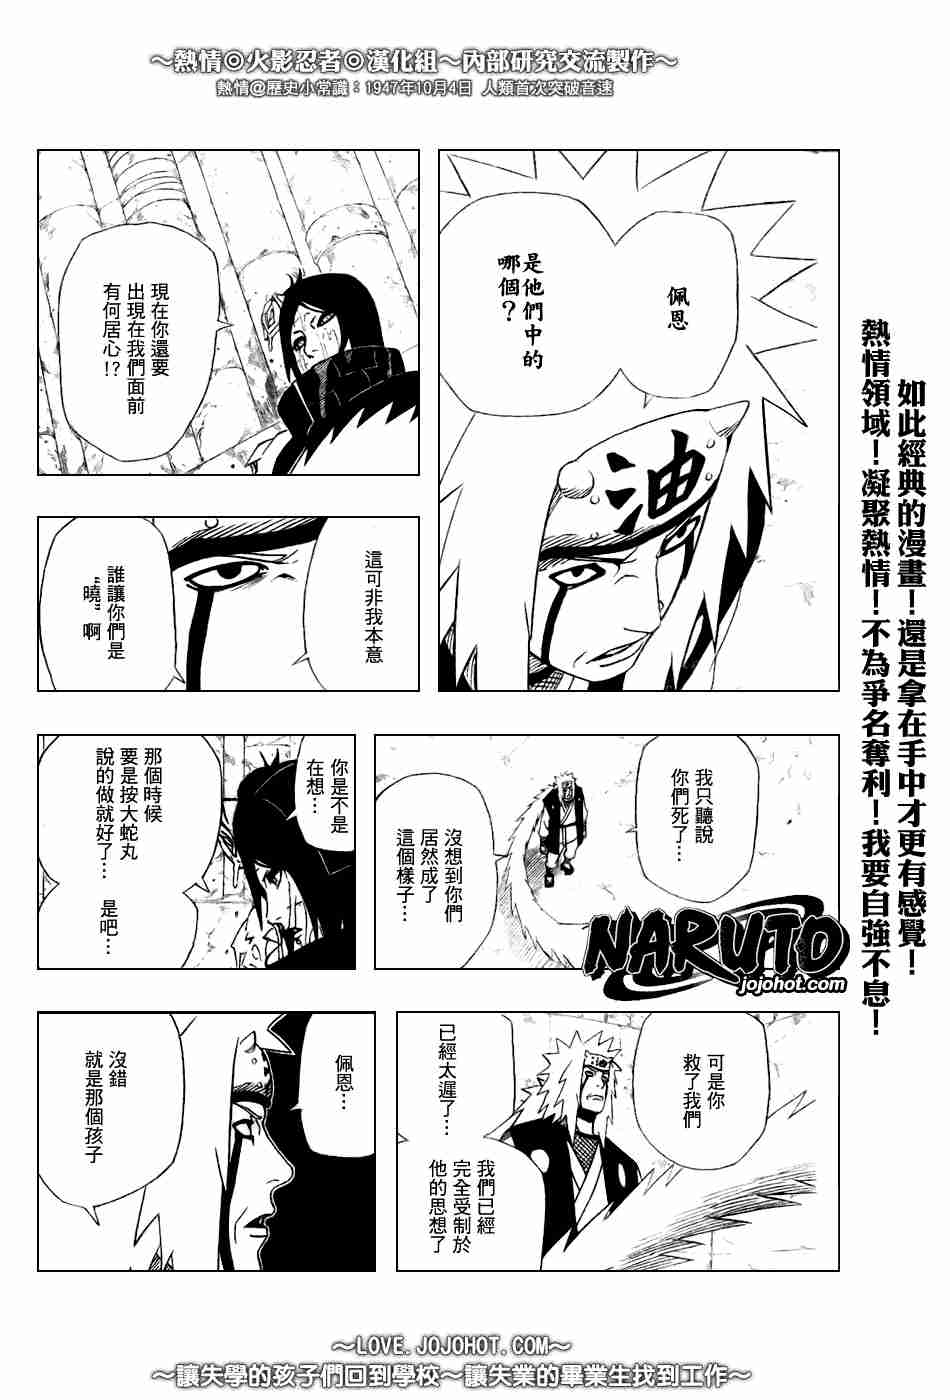 ～熱情◎火影忍者◎漢化組～內部研究交流製作～
熱情@歷史小常識：1947年10月4日 人類首次突破音速
佩恩
是他們中的
哪個？
油
現在你還要
出現在我們面前
有何居心!?
這可非我本意
誰讓你們是
“曉”啊
我只聽說
你們死了…
沒想到你們
居然成了
這個樣子…
你是不是
在想…
那個時候
要是按大蛇丸
說的做就好了…
是吧…
可是你
救了我們
已經太遲了…
我們已經
完全受制於
他的思想了
佩恩…
沒錯
就是那個孩子
如此經典的漫畫！還是拿在手中才更有感覺！
熱情領域！凝聚熱情！不為爭名奪利！我要自強不息！
NARUTO
jojohot.com
～LOVE.JOJOHOT.COM～
～讓失學的孩子們回到學校～讓失業的畢業生找到工作～